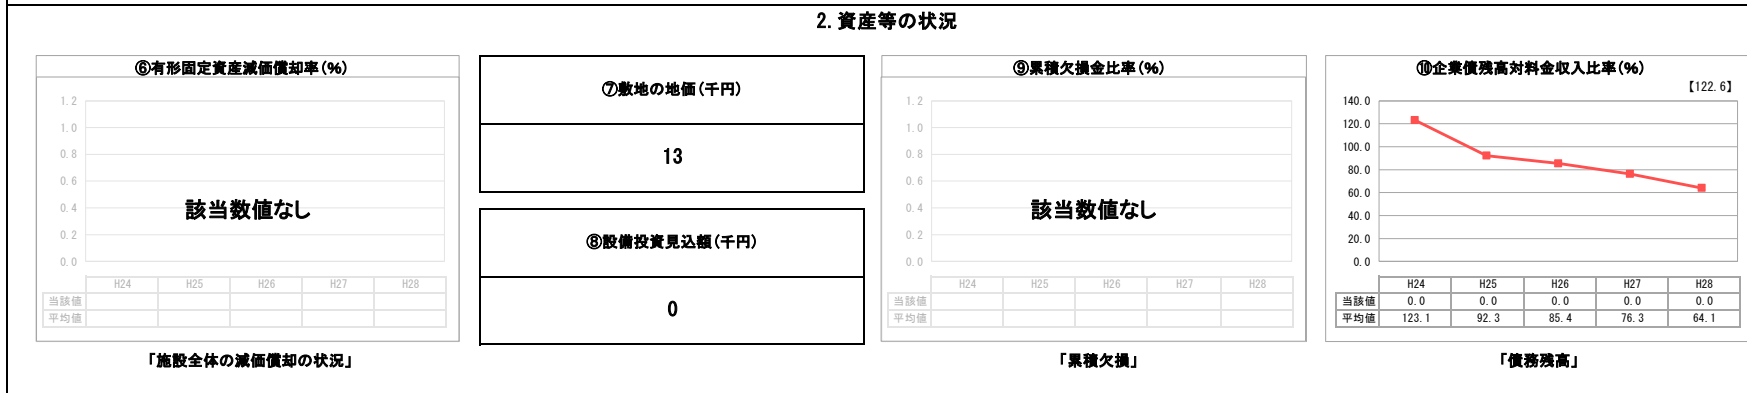 2. 資産等の状況
⑥有形固定資産減価償却率(%)
1.2
1.0
0.8
0.6
0.4
0.2
0.0
該当数値なし
H24 H25 H26 H27 H28
当該値
平均値
「施設全体の減価償却の状況」
⑦敷地の地価(千円)
13
⑧設備投資見込額(千円)
0
⑨累積欠損金比率(%)
1.2
1.0
0.8
0.6
0.4
0.2
0.0
該当数値なし
H24 H25 H26 H27 H28
当該値
平均値
「累積欠損」
⑩企業債残高対料金収入比率(%)
【122.6】
140.0
120.0
100.0
80.0
60.0
40.0
20.0
0.0
H24 H25 H26 H27 H28
当該値 0.0 0.0 0.0 0.0 0.0
平均値 123.1 92.3 85.4 76.3 64.1
「債務残高」